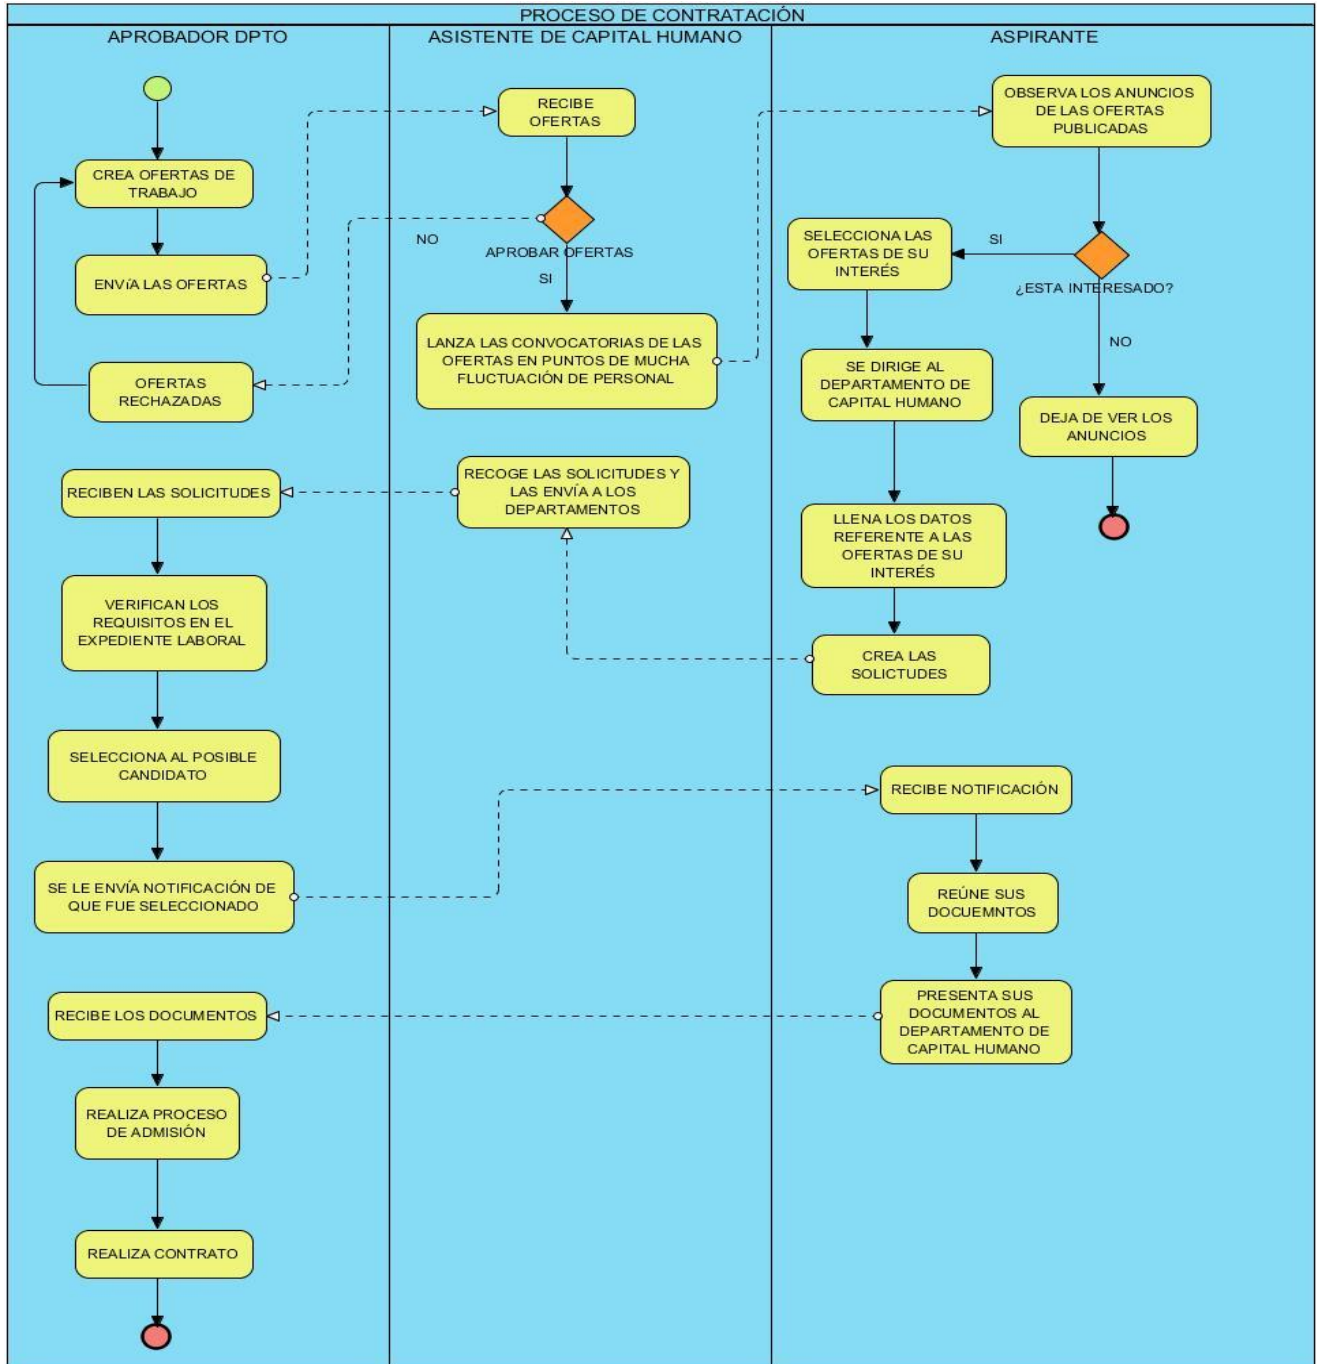 PROCESO DE CONTRATACIÓN
APROBADOR DPTO
ASISTENTE DE CAPITAL HUMANO
ASPIRANTE
CREA OFERTAS DE
TRABAJO
ENVíA LAS OFERTAS
OFERTAS
RECHAZADAS
RECIBE
OFERTAS
NO
APROBAR OFERTAS
SI
LANZA LAS CONVOCATORIAS DE LAS
OFERTAS EN PUNTOS DE MUCHA
FLUCTUACIÓN DE PERSONAL
OBSERVA LOS ANUNCIOS
DE LAS OFERTAS
PUBLICADAS
SI
¿ESTA INTERESADO?
NO
SELECCIONA LAS
OFERTAS DE SU
INTERÉS
SE DIRIGE AL
DEPARTAMENTO DE
CAPITAL HUMANO
DEJA DE VER LOS
ANUNCIOS
LLENA LOS DATOS
REFERENTE A LAS
OFERTAS DE SU
INTERÉS
CREA LAS
SOLICTUDES
RECOGE LAS SOLICITUDES Y
LAS ENVÍA A LOS
DEPARTAMENTOS
RECIBEN LAS SOLICITUDES
VERIFICAN LOS
REQUISITOS EN EL
EXPEDIENTE LABORAL
SELECCIONA AL POSIBLE
CANDIDATO
SE LE ENVÍA NOTIFICACIÓN DE
QUE FUE SELECCIONADO
RECIBE NOTIFICACIÓN
REÚNE SUS
DOCUEMNTOS
PRESENTA SUS
DOCUMENTOS AL
DEPARTAMENTO DE
CAPITAL HUMANO
RECIBE LOS DOCUMENTOS
REALIZA PROCESO
DE ADMISIÓN
REALIZA CONTRATO